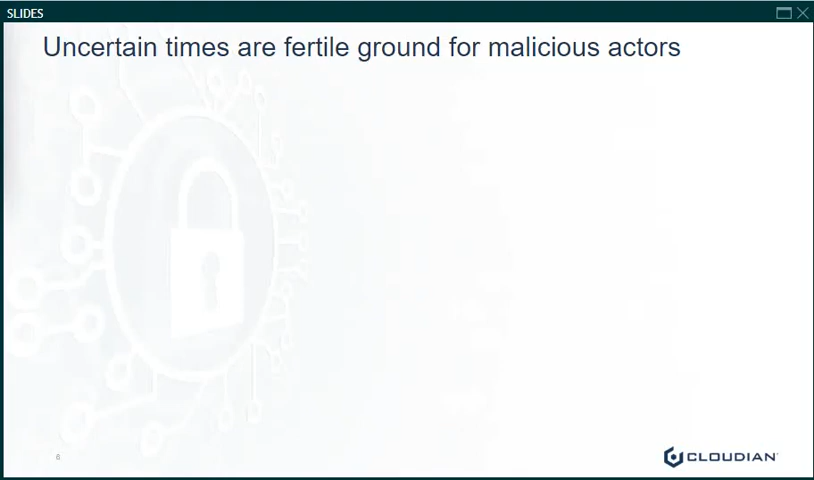 SLIDES
Uncertain times are fertile ground for malicious actors
6
CLOUDIAN